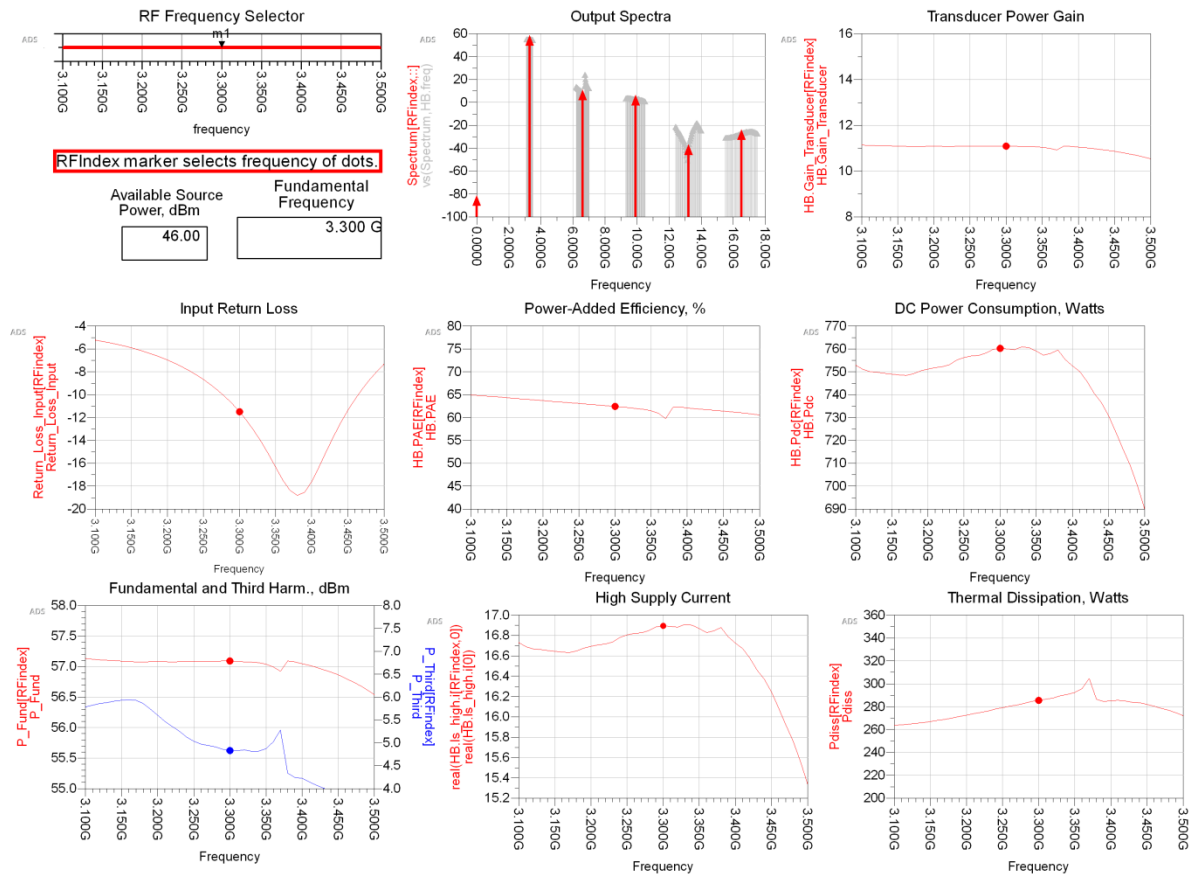 RF Frequency Selector
ADS
m1
3.100G
3.150G
3.200G
3.250G
3.300G
3.350G
3.400G
3.450G
3.500G
frequency
RFIndex marker selects frequency of dots.
Available Source
Power, dBm
46.00
Fundamental
Frequency
3.300 G
Output Spectra
ADS
Spectrum[RFindex,::]
vs(Spectrum,HB.freq)
60
40
20
0
-20
-40
-60
-80
-100
0.0000
2.000G
4.000G
6.000G
8.000G
10.00G
12.00G
14.00G
16.00G
18.00G
Frequency
Transducer Power Gain
ADS
HB.Gain_Transducer[RFindex]
HB.Gain_Transducer
16
14
12
10
8
3.100G
3.150G
3.200G
3.250G
3.300G
3.350G
3.400G
3.450G
3.500G
Frequency
Input Return Loss
ADS
Return_Loss_Input[RFindex]
Return_Loss_Input
-4
-6
-8
-10
-12
-14
-16
-18
-20
3.100G
3.150G
3.200G
3.250G
3.300G
3.350G
3.400G
3.450G
3.500G
Frequency
Power-Added Efficiency, %
ADS
HB.PAE[RFindex]
HB.PAE
80
75
70
65
60
55
50
45
40
3.100G
3.150G
3.200G
3.250G
3.300G
3.350G
3.400G
3.450G
3.500G
Frequency
DC Power Consumption, Watts
ADS
HB.Pdc[RFindex]
HB.Pdc
770
760
750
740
730
720
710
700
690
3.100G
3.150G
3.200G
3.250G
3.300G
3.350G
3.400G
3.450G
3.500G
Frequency
Fundamental and Third Harm., dBm
ADS
P_Fund[RFindex]
P_Fund
58.0
57.5
57.0
56.5
56.0
55.5
55.0
8.0
7.5
7.0
6.5
6.0
5.5
5.0
4.5
4.0
P_Third[RFindex]
P_Third
3.100G
3.150G
3.200G
3.250G
3.300G
3.350G
3.400G
3.450G
3.500G
Frequency
High Supply Current
ADS
real(HB.Is_high.i[RFindex,0])
real(HB.Is_high.i[0])
17.0
16.8
16.6
16.4
16.2
16.0
15.8
15.6
15.4
15.2
3.100G
3.150G
3.200G
3.250G
3.300G
3.350G
3.400G
3.450G
3.500G
Frequency
Thermal Dissipation, Watts
ADS
Pdiss[RFindex]
Pdiss
360
340
320
300
280
260
240
220
200
3.100G
3.150G
3.200G
3.250G
3.300G
3.350G
3.400G
3.450G
3.500G
Frequency